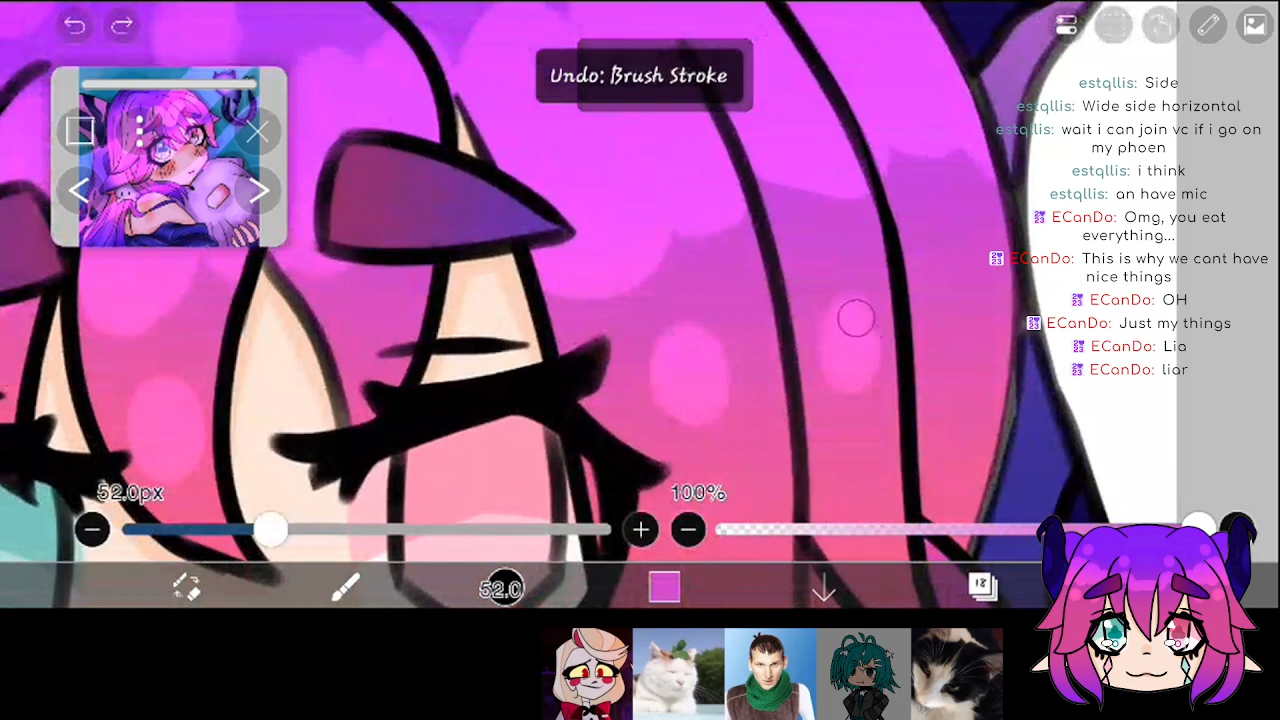 Undo: Brush Stroke
estqllis: Side
estqllis: Wide side horizontal
estqllis: wait i can join vc if i go on
my phoen
estqllis: i think
estqllis: an have mic
ECanDo: Omg, you eat
everything...
ECanDo: This is why we cant have
nice things
ECanDo: OH
ECanDo: Just my things
ECanDo: Lia
ECanDo: liar
52.0px
100%
52.0
18